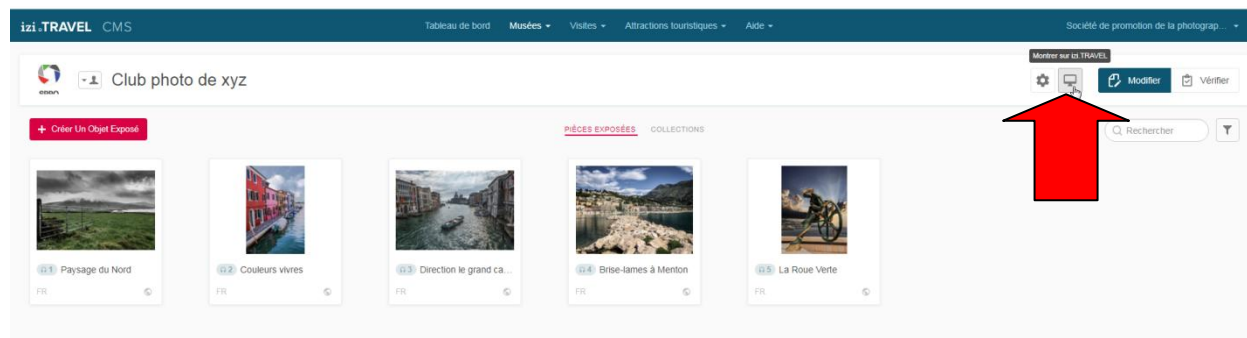 izi.TRAVEL CMS
Tableau de bord Musées Visites Attractions touristiques Aide
Société de promotion de la photograp...
Montrer sur izi.TRAVEL
Club photo de xyz
Modifier Vérifier
+ Créer Un Objet Exposé
PIÈCES EXPOSÉES COLLECTIONS
Rechercher
1 Paysage du Nord
2 Couleurs vives
3 Direction le grand ca...
4 Brise-lames à Menton
5 La Roue Verte
FR FR FR FR FR